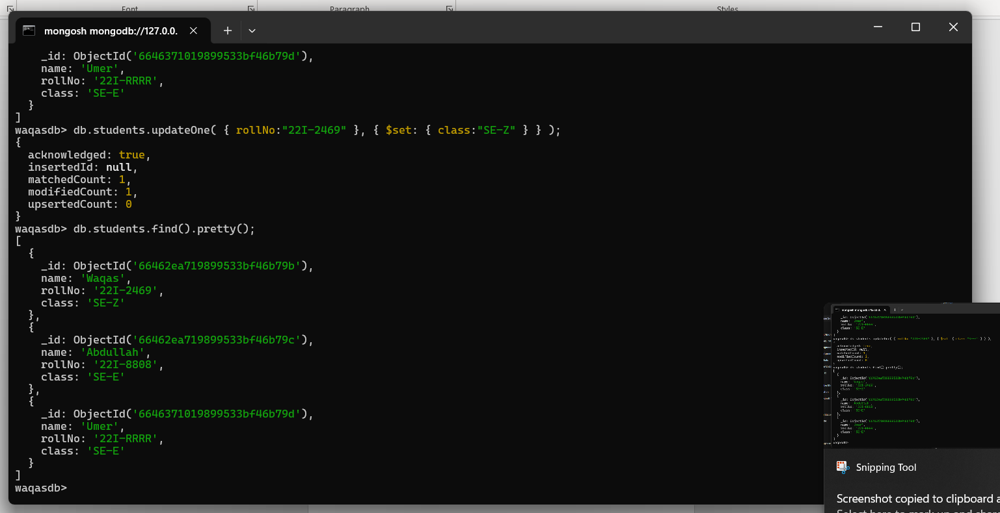 Font
Paragraph
Styles
mongosh mongodb://127.0.0.
_id: ObjectId('6646371019899533bf46b79d'),
name: 'Umer',
rollNo: '22I-RRRR',
class: 'SE-E'
}
]
waqasdb> db.students.updateOne( { rollNo:"22I-2469" }, { $set: { class:"SE-Z" } } );
{
acknowledged: true,
insertedId: null,
matchedCount: 1,
modifiedCount: 1,
upsertedCount: 0
}
waqasdb> db.students.find().pretty();
[
{
_id: ObjectId('66462ea719899533bf46b79b'),
name: 'Waqas',
rollNo: '22I-2469',
class: 'SE-Z'
},
{
_id: ObjectId('66462ea719899533bf46b79c'),
name: 'Abdullah',
rollNo: '22I-8808',
class: 'SE-E'
},
{
_id: ObjectId('6646371019899533bf46b79d'),
name: 'Umer',
rollNo: '22I-RRRR',
class: 'SE-E'
}
]
waqasdb>
Snipping Tool
Screenshot copied to clipboard a